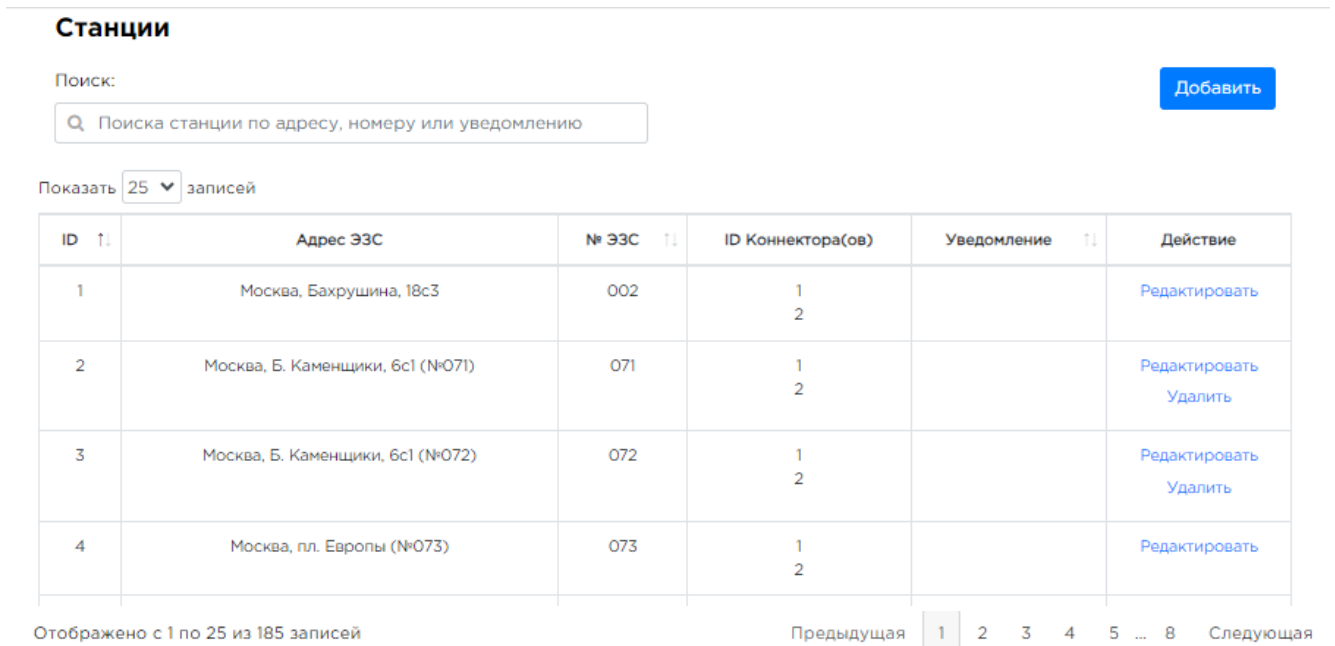 Станции
Поиск:
Добавить
Поиска станции по адресу, номеру или уведомлению
Показать 25 записей
ID Адрес ЭЗС № ЭЗС ID Коннектора(ов) Уведомление Действие
1 Москва, Бахрушина, 18с3 002 1 Редактировать
2
2 Москва, Б. Каменщики, 6с1 (№071) 071 1 Редактировать
2 Удалить
3 Москва, Б. Каменщики, 6с1 (№072) 072 1 Редактировать
2 Удалить
4 Москва, пл. Европы (№073) 073 1 Редактировать
2
Отображено с 1 по 25 из 185 записей Предыдущая 1 2 3 4 5 ... 8 Следующая